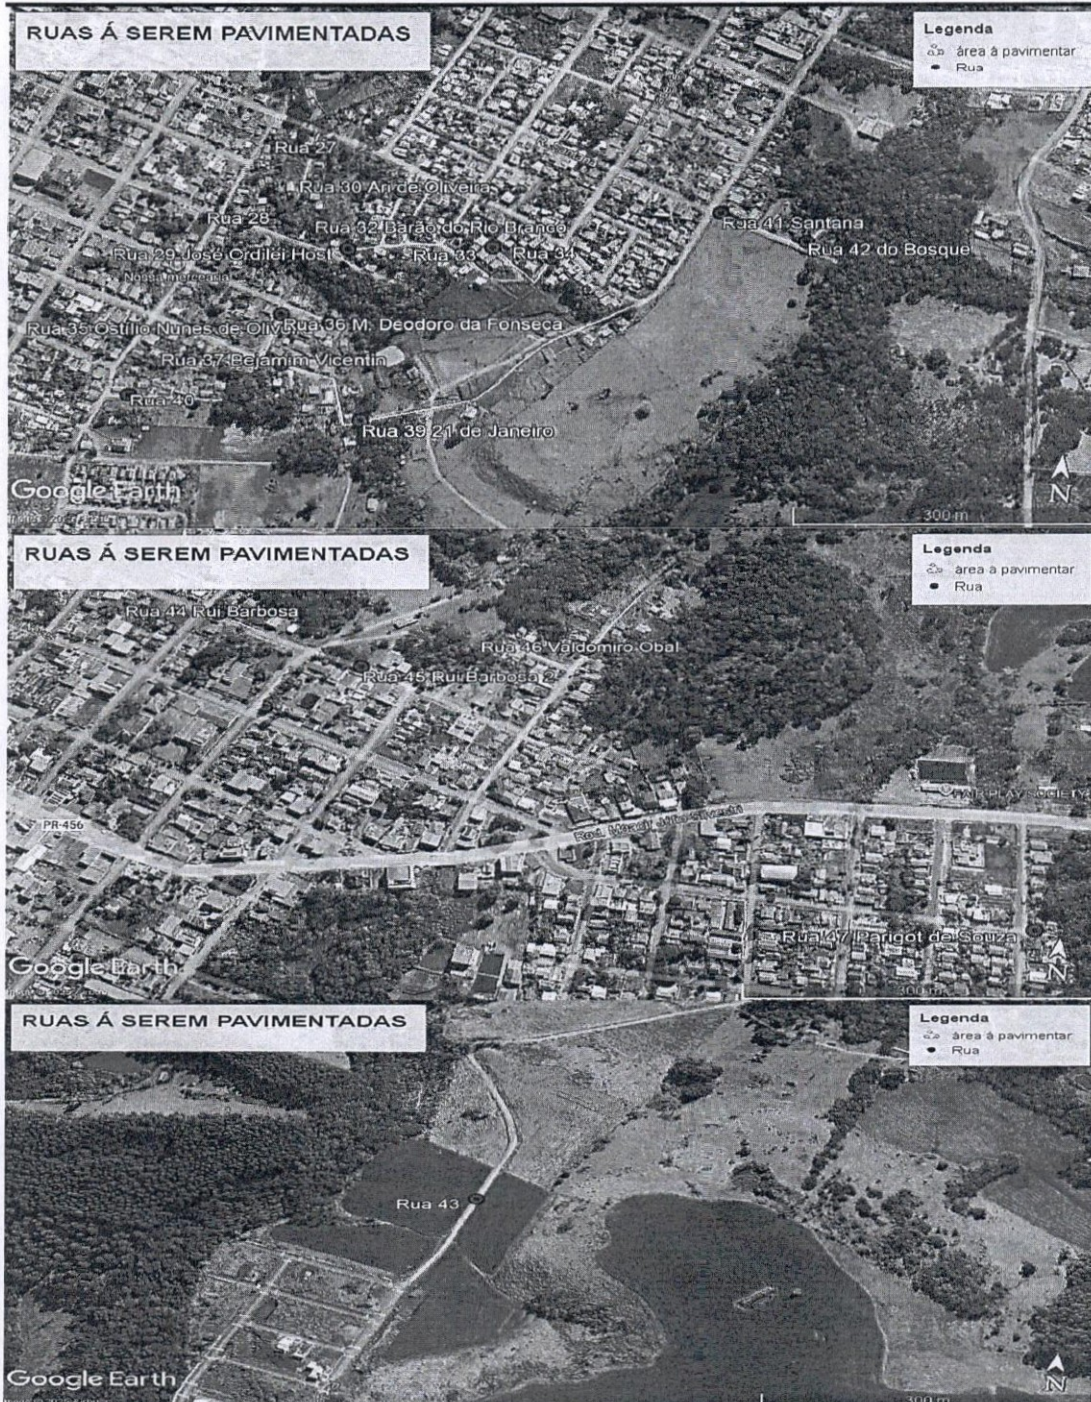 RUAS Á SEREM PAVIMENTADAS
Legenda
área à pavimentar
Rua
Rua 27
Rua 30 Ari de Oliveira
Rua 28
Rua 32 Barão do Rio Branco
Rua 41 Santana
Rua 29 José Ordilei Host
Rua 33
Rua 34
Rua 42 do Bosque
Rua 35 Ostílio Nunes de Oliv
Rua 36 M. Deodoro da Fonseca
Rua 37 Bejamim Vicentin
Rua 40
Rua 39 21 de Janeiro
Google Earth
N
300 m
RUAS Á SEREM PAVIMENTADAS
Legenda
área à pavimentar
Rua
Rua 44 Rui Barbosa
Rua 46 Valdomiro Obal
Rua 45 Rui Barbosa 2
FAIR PLAY SOCIETY
PR-456
Rua 47 Parigot de Souza
Google Earth
N
300 m
RUAS Á SEREM PAVIMENTADAS
Legenda
área à pavimentar
Rua
Rua 43
Google Earth
N
300 m